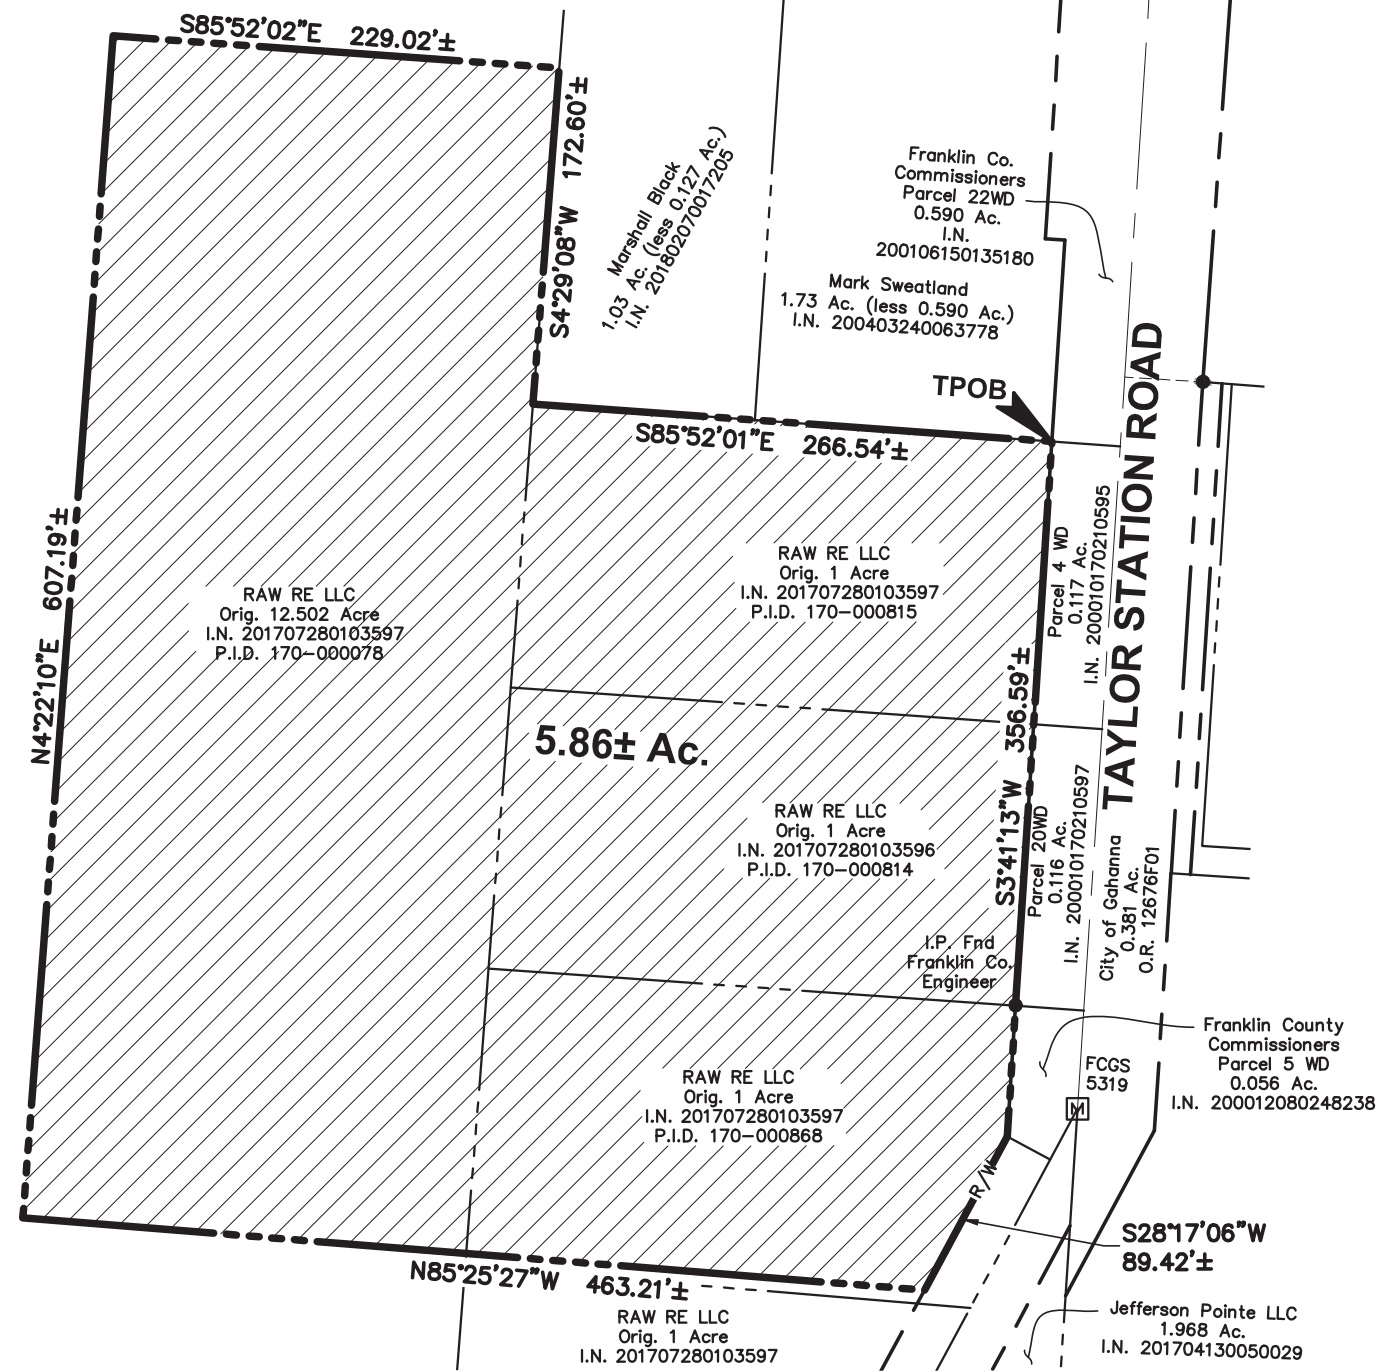 S85°52'02"E 229.02'±
S4°29'08"W 172.60'±
Marshall Black
1.03 Ac. (less 0.127 Ac.)
I.N. 201802070017205
Franklin Co.
Commissioners
Parcel 22WD
0.590 Ac.
I.N.
200106150135180
Mark Sweatland
1.73 Ac. (less 0.590 Ac.)
I.N. 200403240063778
TPOB
S85°52'01"E 266.54'±
TAYLOR STATION ROAD
Parcel 4 WD
0.117 Ac.
I.N. 200010170210595
N4°22'10"E 607.19'±
RAW RE LLC
Orig. 12.502 Acre
I.N. 201707280103597
P.I.D. 170-000078
RAW RE LLC
Orig. 1 Acre
I.N. 201707280103597
P.I.D. 170-000815
5.86± Ac.
S3°41'13"W 356.59'±
RAW RE LLC
Orig. 1 Acre
I.N. 201707280103596
P.I.D. 170-000814
Parcel 20WD
0.116 Ac.
I.N. 200010170210597
City of Gahanna
0.381 Ac.
O.R. 12676F01
I.P. Fnd
Franklin Co.
Engineer
Franklin County
Commissioners
Parcel 5 WD
0.056 Ac.
I.N. 200012080248238
FCGS
5319
M
RAW RE LLC
Orig. 1 Acre
I.N. 201707280103597
P.I.D. 170-000868
R/W
S28°17'06"W
89.42'±
N85°25'27"W 463.21'±
RAW RE LLC
Orig. 1 Acre
I.N. 201707280103597
Jefferson Pointe LLC
1.968 Ac.
I.N. 201704130050029